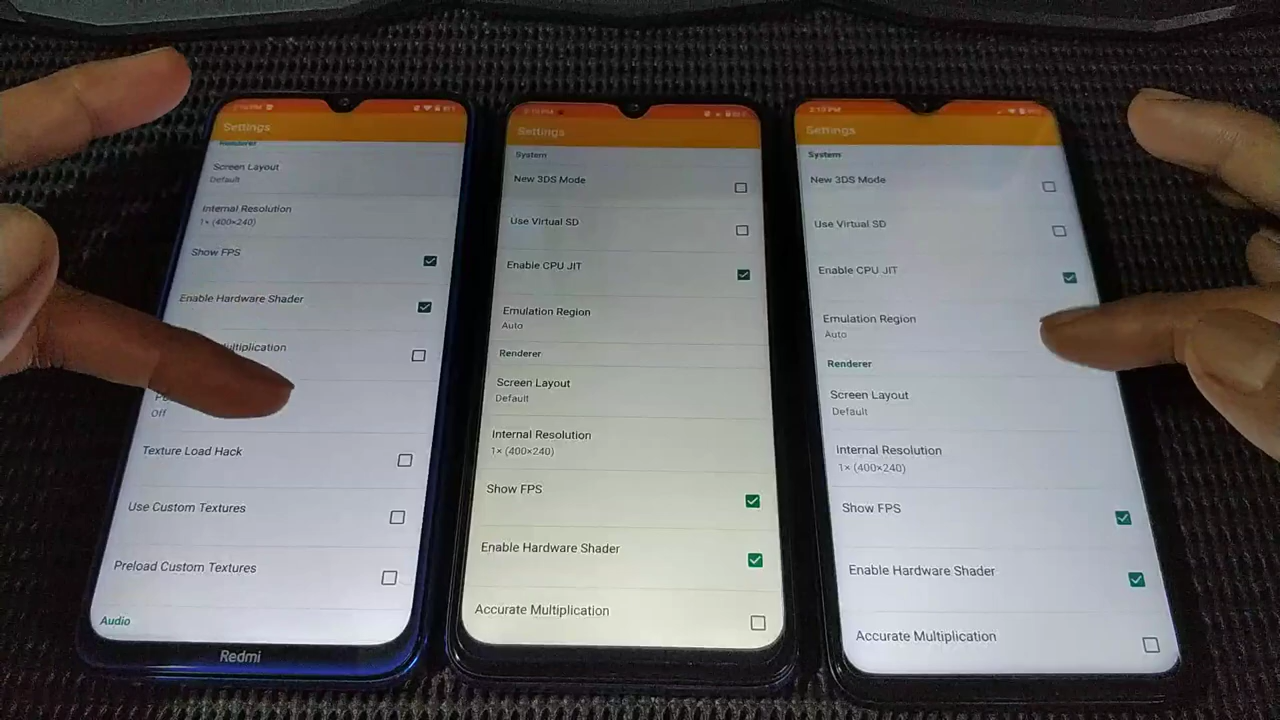 Settings
Renderer
Screen Layout
Default
Internal Resolution
1× (400×240)
Show FPS
Enable Hardware Shader
Off
Texture Load Hack
Use Custom Textures
Preload Custom Textures
Audio
Redmi
Settings
System
New 3DS Mode
Use Virtual SD
Enable CPU JIT
Emulation Region
Auto
Renderer
Screen Layout
Default
Internal Resolution
1× (400×240)
Show FPS
Enable Hardware Shader
Accurate Multiplication
Settings
System
New 3DS Mode
Use Virtual SD
Enable CPU JIT
Emulation Region
Auto
Renderer
Screen Layout
Default
Internal Resolution
1× (400×240)
Show FPS
Enable Hardware Shader
Accurate Multiplication